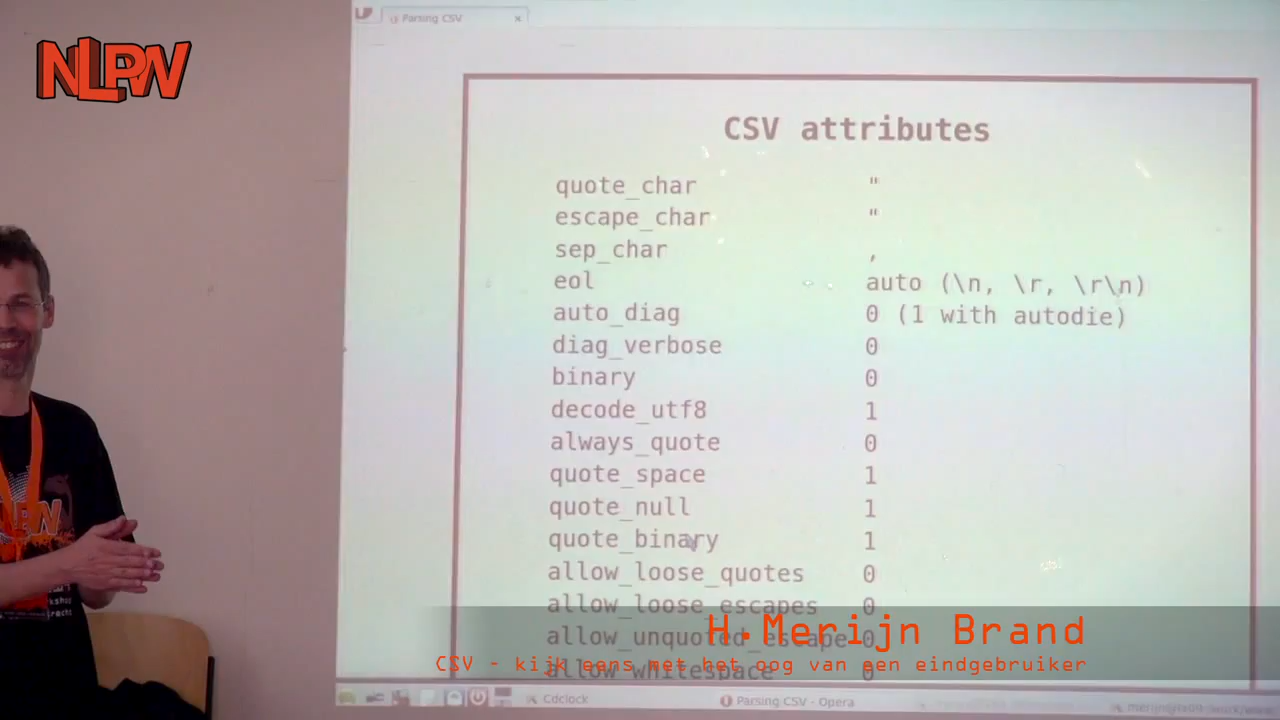 Parsing CSV
NLPW
CSV attributes
quote_char "
escape_char "
sep_char ,
eol auto (\n, \r, \r\n)
auto_diag 0 (1 with autodie)
diag_verbose 0
binary 0
decode_utf8 1
always_quote 0
quote_space 1
quote_null 1
quote_binary 1
allow_loose_quotes 0
allow_loose_escapes 0
allow_unquoted_escape 0
allow_whitespace 0
H.Merijn Brand
CSV - kijk eens met het oog van een eindgebruiker
Cdclock
Parsing CSV - Opera